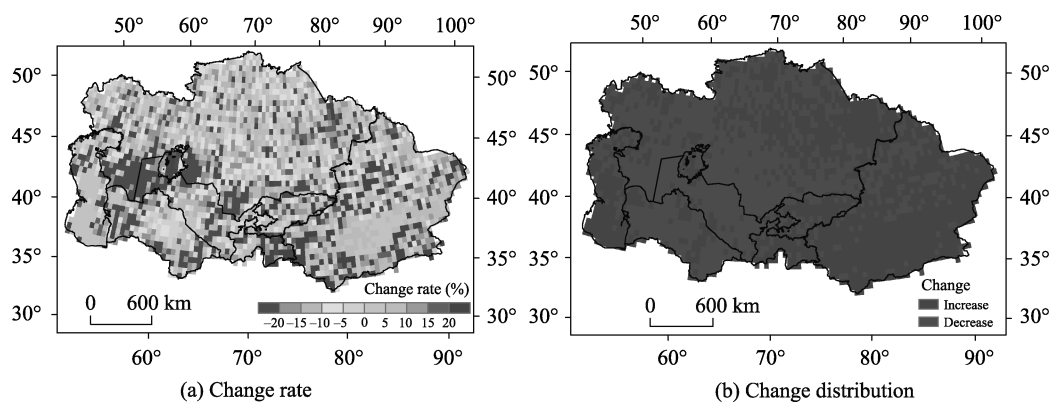 50° 60° 70° 80° 90° 100°
50° 50°
45° 45°
40° 40°
35° 35°
30° 30°
0 600 km
Change rate (%)
−20 −15 −10 −5 0 5 10 15 20
60° 70° 80° 90°
(a) Change rate
50° 60° 70° 80° 90° 100°
50° 50°
45° 45°
40° 40°
35° 35°
30° 30°
0 600 km
Change
Increase
Decrease
60° 70° 80° 90°
(b) Change distribution